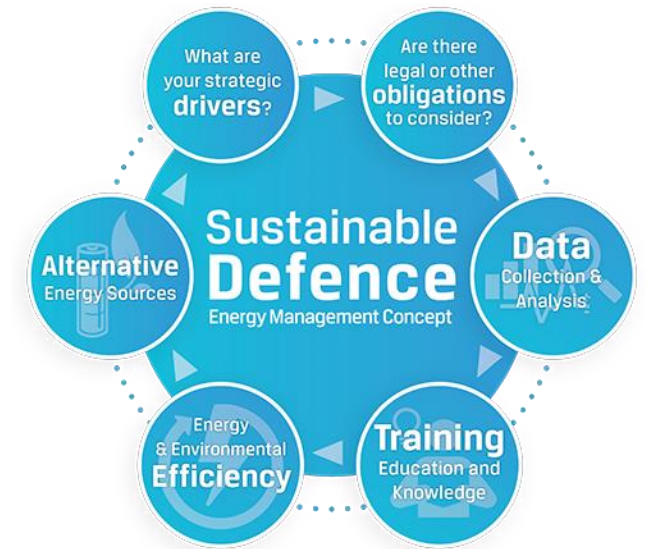 What are
your strategic
drivers?
Are there
legal or other
obligations
to consider?
Sustainable
Defence
Energy Management Concept
Data
Collection &
Analysis
Training
Education and
Knowledge
Energy
& Environmental
Efficiency
Alternative
Energy Sources